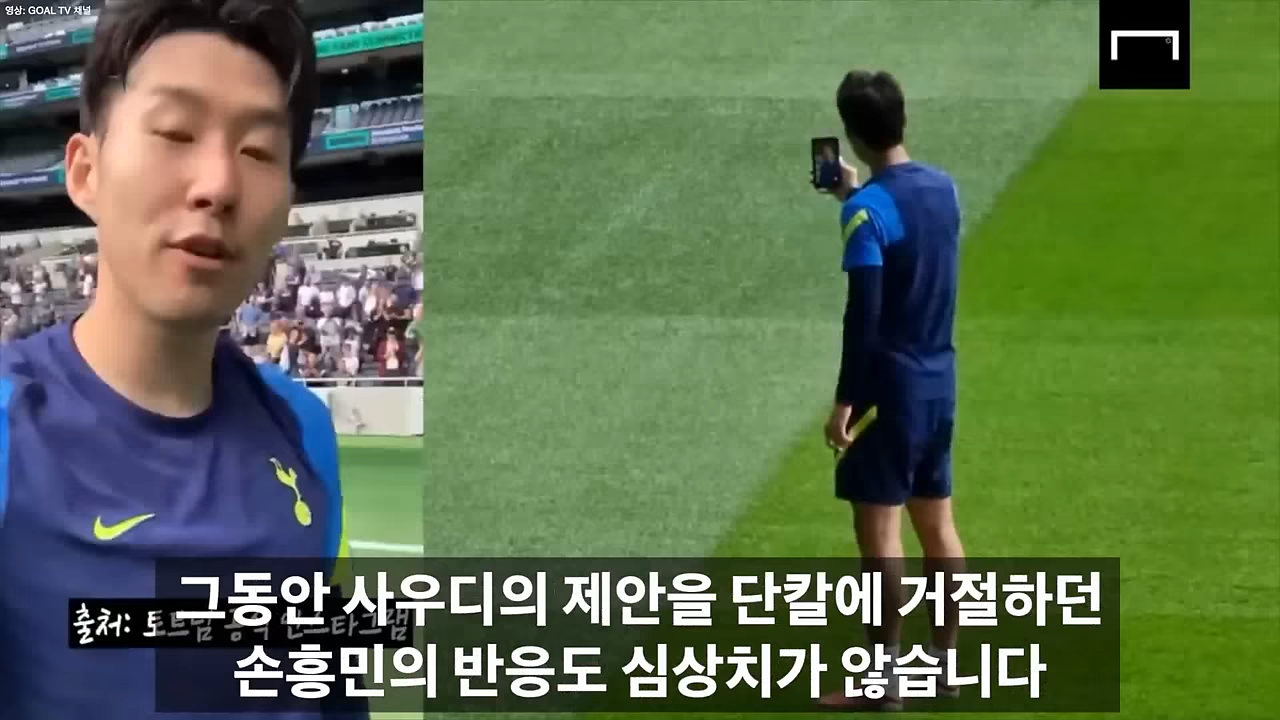 영상: GOAL TV 채널
출처: 토트넘 공식 인스타그램
그동안 사우디의 제안을 단칼에 거절하던
손흥민의 반응도 심상치가 않습니다